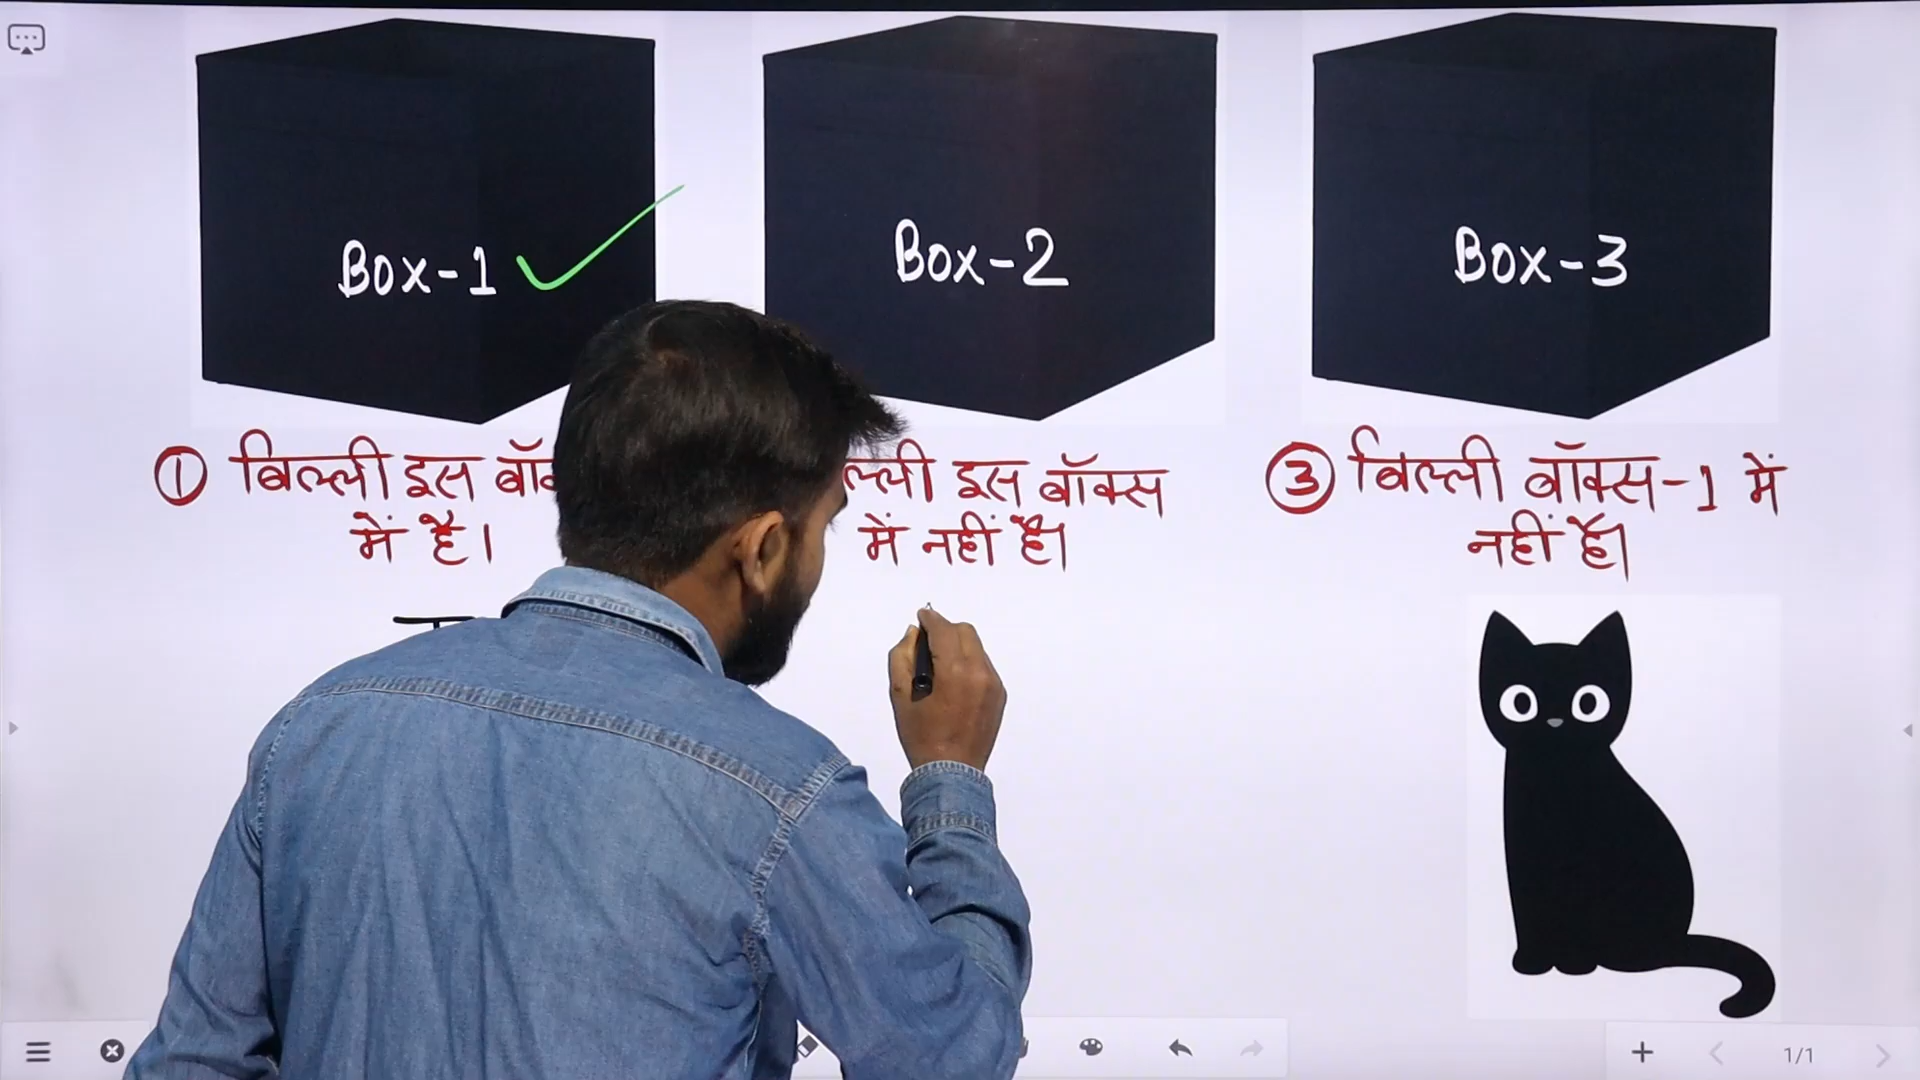 Box-1
Box-2
Box-3
① बिल्ली इस
में है।
इस बॉक्स
में नहीं है।
③ बिल्ली बॉक्स-1 में
नहीं है।
1/1